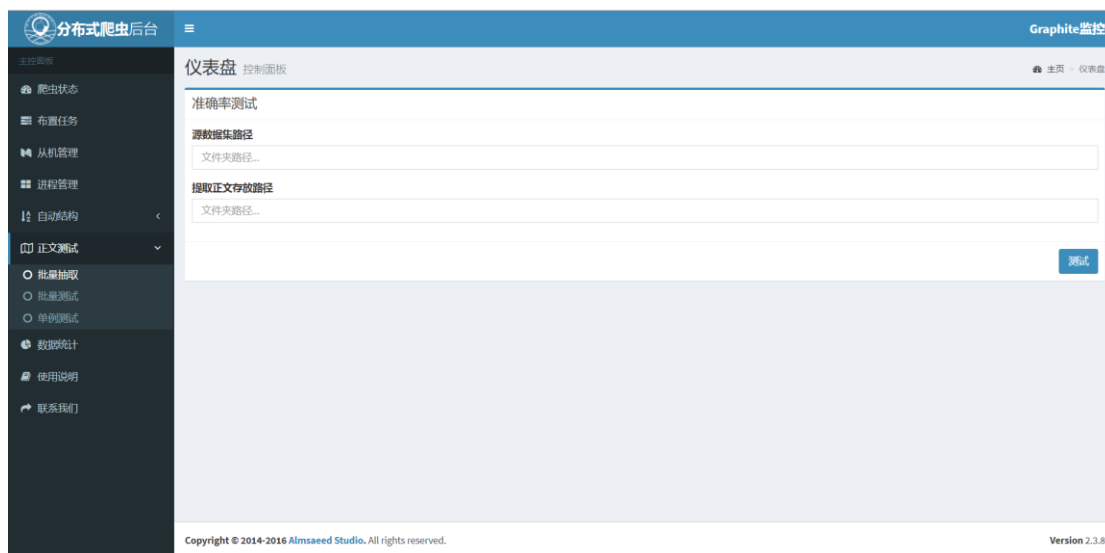 分布式爬虫后台
Graphite监控
主控面板
仪表盘 控制面板
主页 > 仪表盘
爬虫状态
布置任务
从机管理
进程管理
自动结构
正文测试
批量抽取
批量测试
单例测试
数据统计
使用说明
联系我们
准确率测试
源数据集路径
文件夹路径...
提取正文存放路径
文件夹路径...
测试
Copyright © 2014-2016 Almsaeed Studio. All rights reserved.
Version 2.3.8